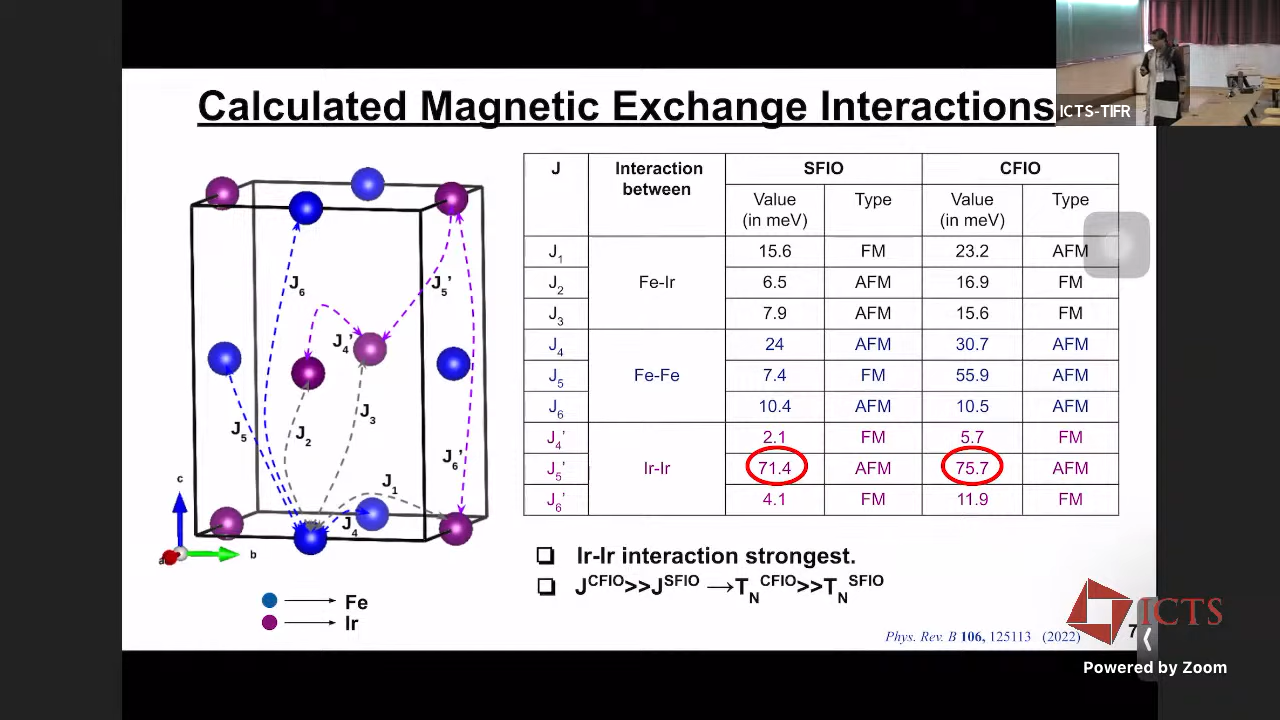 Calculated Magnetic Exchange Interactions
ICTS-TIFR
J Interaction between SFIO CFIO
Value (in meV) Type Value (in meV) Type
J1 Fe-Ir 15.6 FM 23.2 AFM
J2 6.5 AFM 16.9 FM
J3 7.9 AFM 15.6 FM
J4 Fe-Fe 24 AFM 30.7 AFM
J5 7.4 FM 55.9 AFM
J6 10.4 AFM 10.5 AFM
J4' Ir-Ir 2.1 FM 5.7 FM
J5' 71.4 AFM 75.7 AFM
J6' 4.1 FM 11.9 FM
J6
J5'
J4'
J3
J5
J2
J6'
J1
J4
c
b
a
Fe
Ir
❑ Ir-Ir interaction strongest.
❑ J^CFIO>>J^SFIO →T_N^CFIO>>T_N^SFIO
Phys. Rev. B 106, 125113 (2022)
7
ICTS
Powered by Zoom